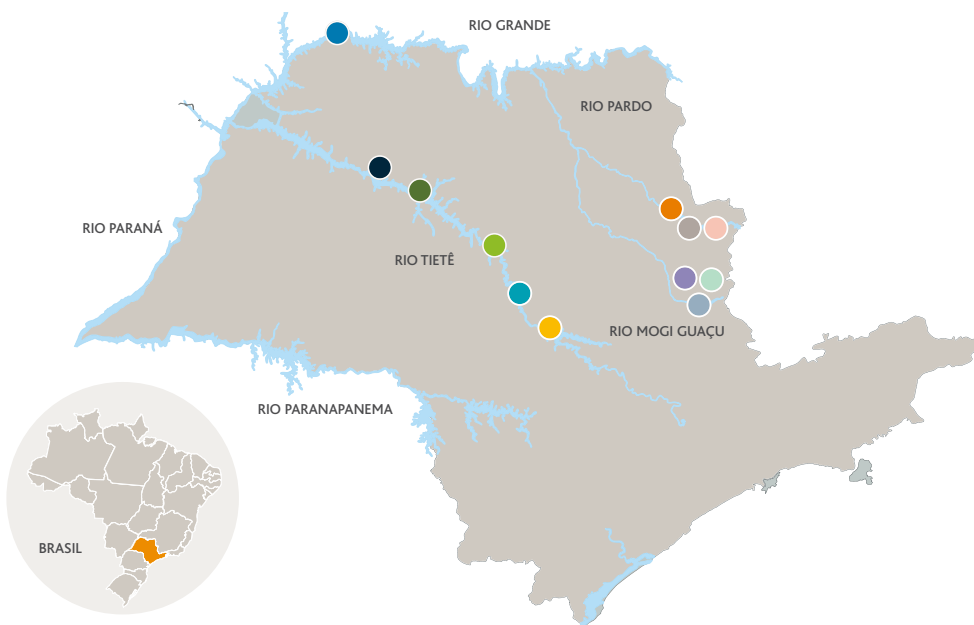 RIO GRANDE
RIO PARDO
RIO PARANÁ
RIO TIETÊ
RIO MOGI GUAÇU
RIO PARANAPANEMA
BRASIL